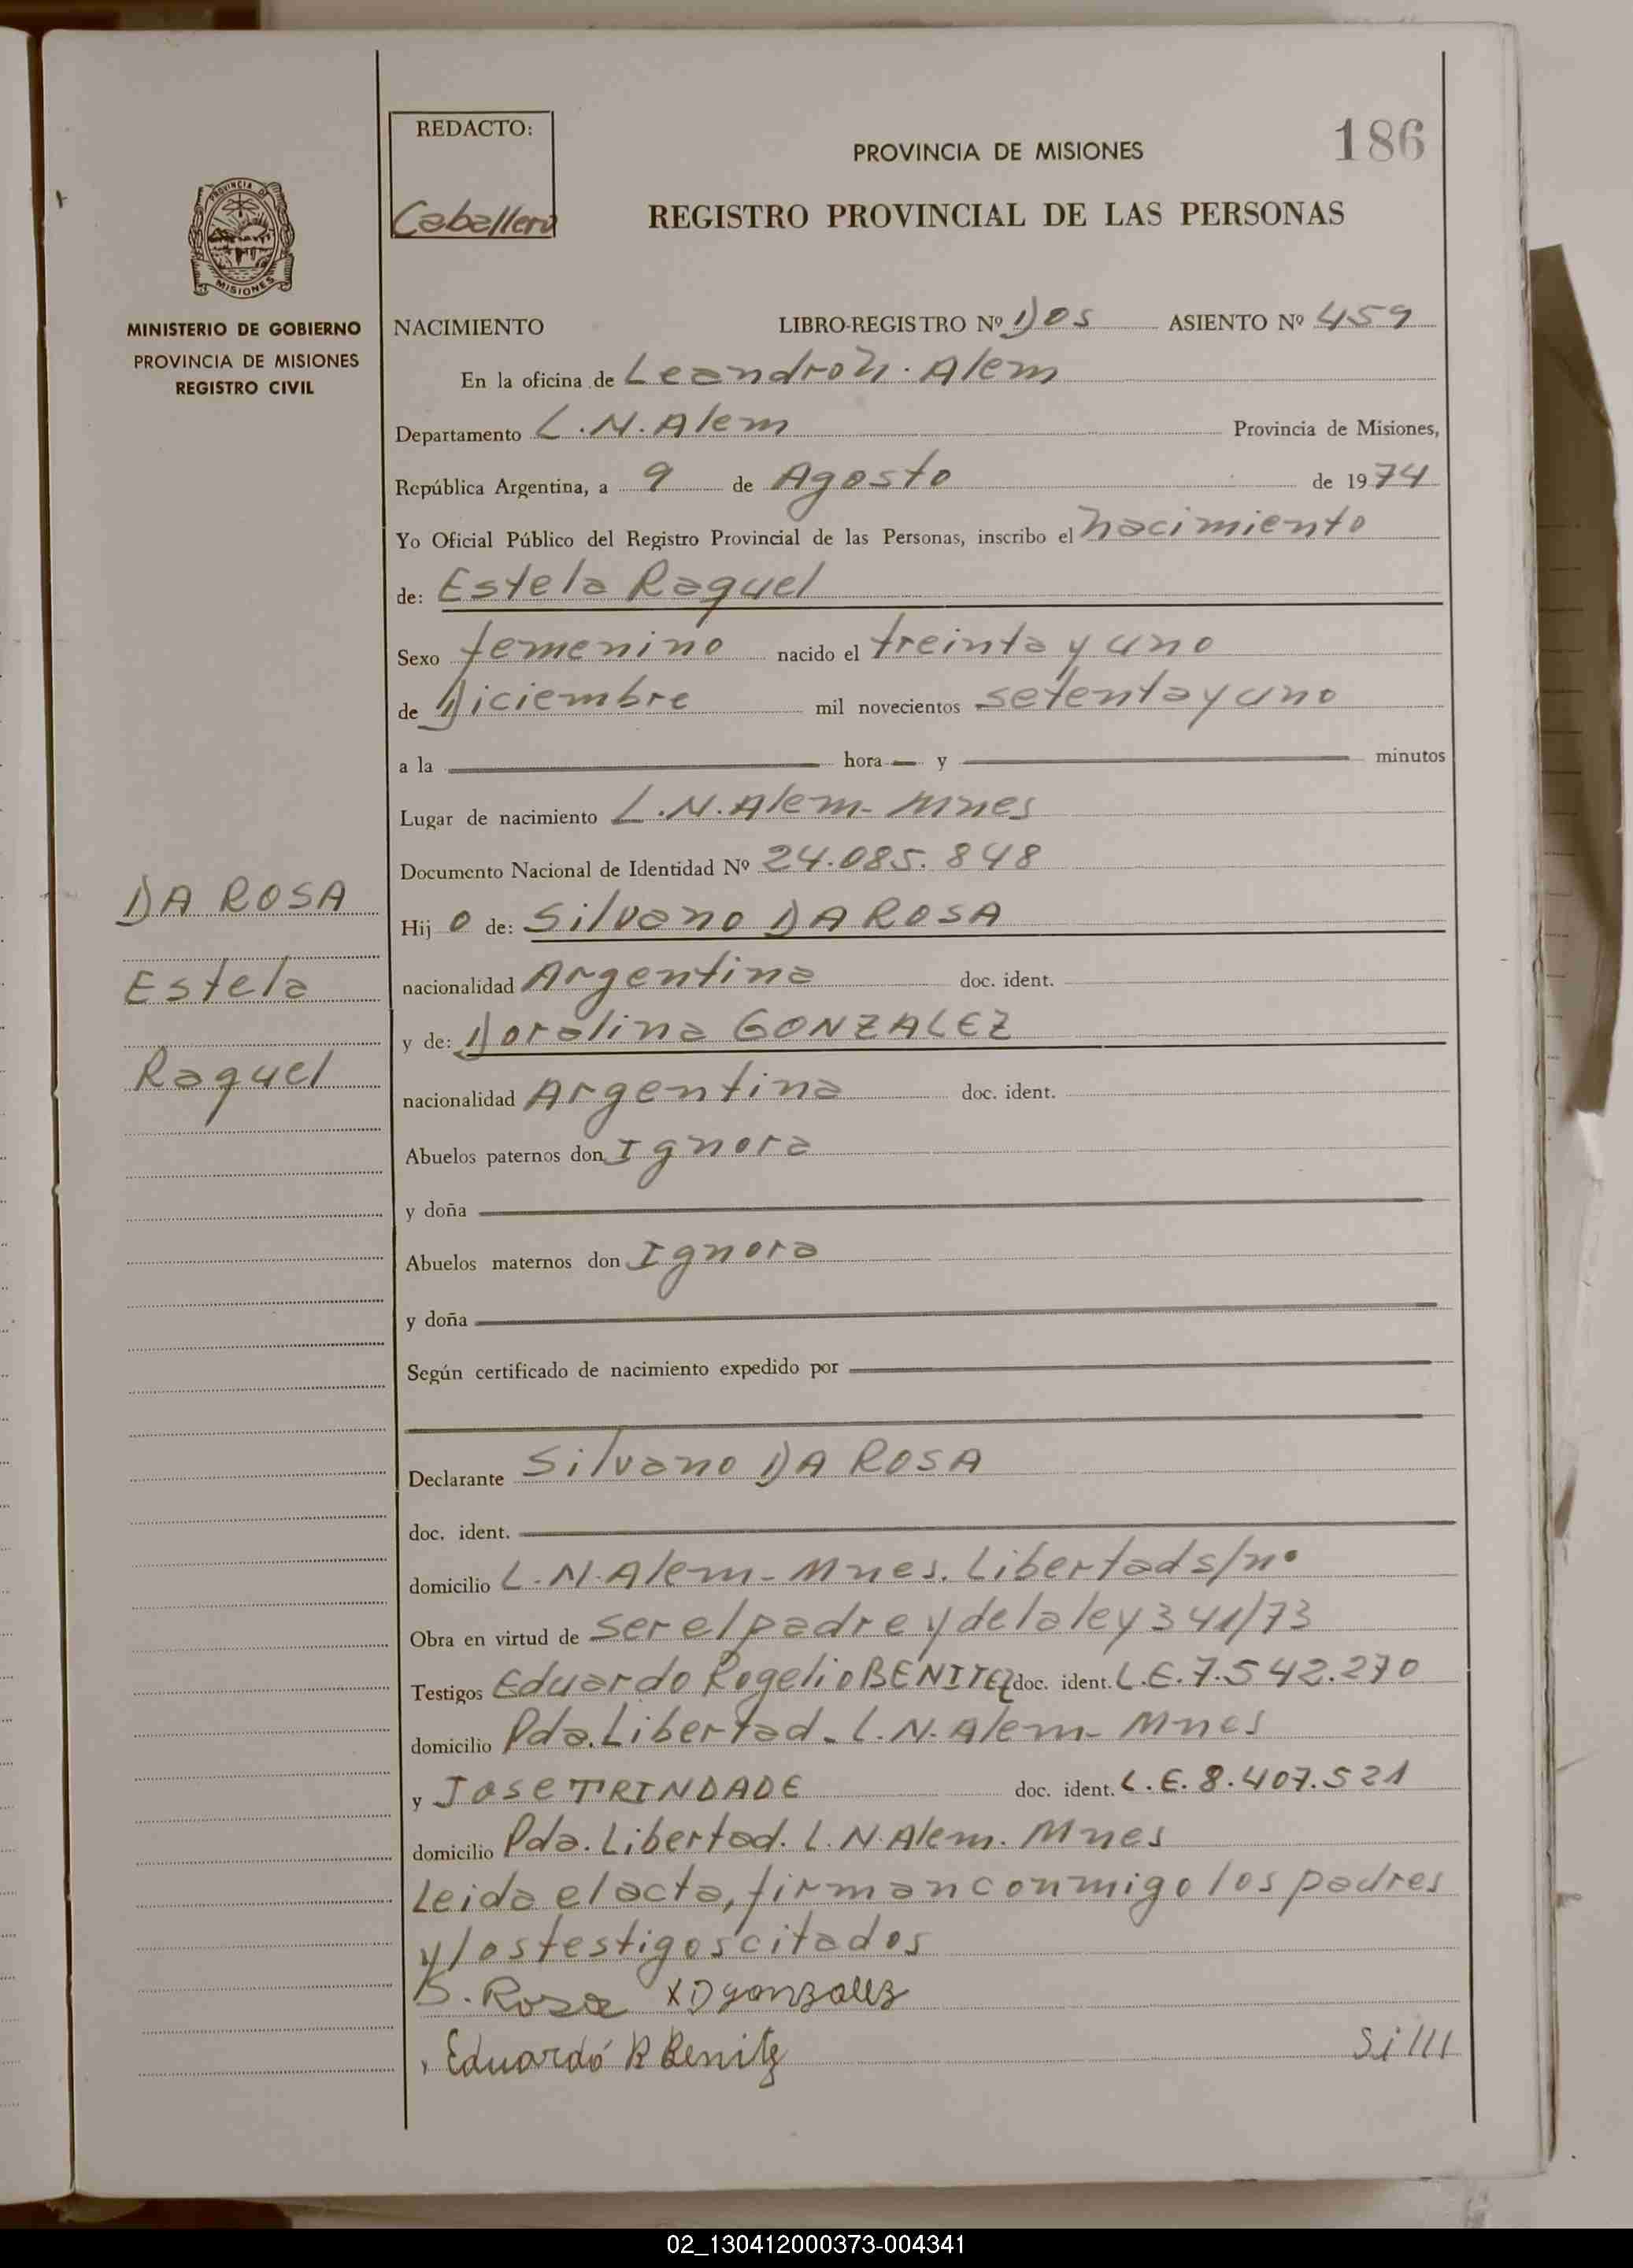 REDACTO:
Caballero
186
PROVINCIA DE MISIONES
REGISTRO PROVINCIAL DE LAS PERSONAS
PROVINCIA DE
MISIONES
MINISTERIO DE GOBIERNO
PROVINCIA DE MISIONES
REGISTRO CIVIL
NACIMIENTO LIBRO-REGISTRO Nº Dos ASIENTO Nº 459
En la oficina de Leandro N. Alem
Departamento L.N. Alem Provincia de Misiones,
República Argentina, a 9 de Agosto de 1974
Yo Oficial Público del Registro Provincial de las Personas, inscribo el nacimiento
de: Estela Raquel
Sexo femenino nacido el treinta y uno
de Diciembre mil novecientos setenta y uno
a la hora y minutos
Lugar de nacimiento L.N. Alem- Mnes
Documento Nacional de Identidad Nº 24.085.848
DA ROSA
Estela
Raquel
Hij o de: Silvano DA ROSA
nacionalidad Argentina doc. ident.
y de: Doralina GONZALEZ
nacionalidad Argentina doc. ident.
Abuelos paternos don Ignora
y doña
Abuelos maternos don Ignora
y doña
Según certificado de nacimiento expedido por
Declarante Silvano DA ROSA
doc. ident.
domicilio L.N. Alem- Mnes. Libertad s/nº
Obra en virtud de ser el padre y de la ley 341/73
Testigos Eduardo Rogelio BENITEZ doc. ident. L.E. 7.542.270
domicilio Pda. Libertad- L.N. Alem- Mnes
y JOSE TRINDADE doc. ident. L.E. 8.407.521
domicilio Pda. Libertad. L.N. Alem. Mnes
Leida el acta, firman conmigo los padres
y los testigos citados
S. Rosa X D gonzalez
Eduardo R Benitz
Si///
02_130412000373-004341